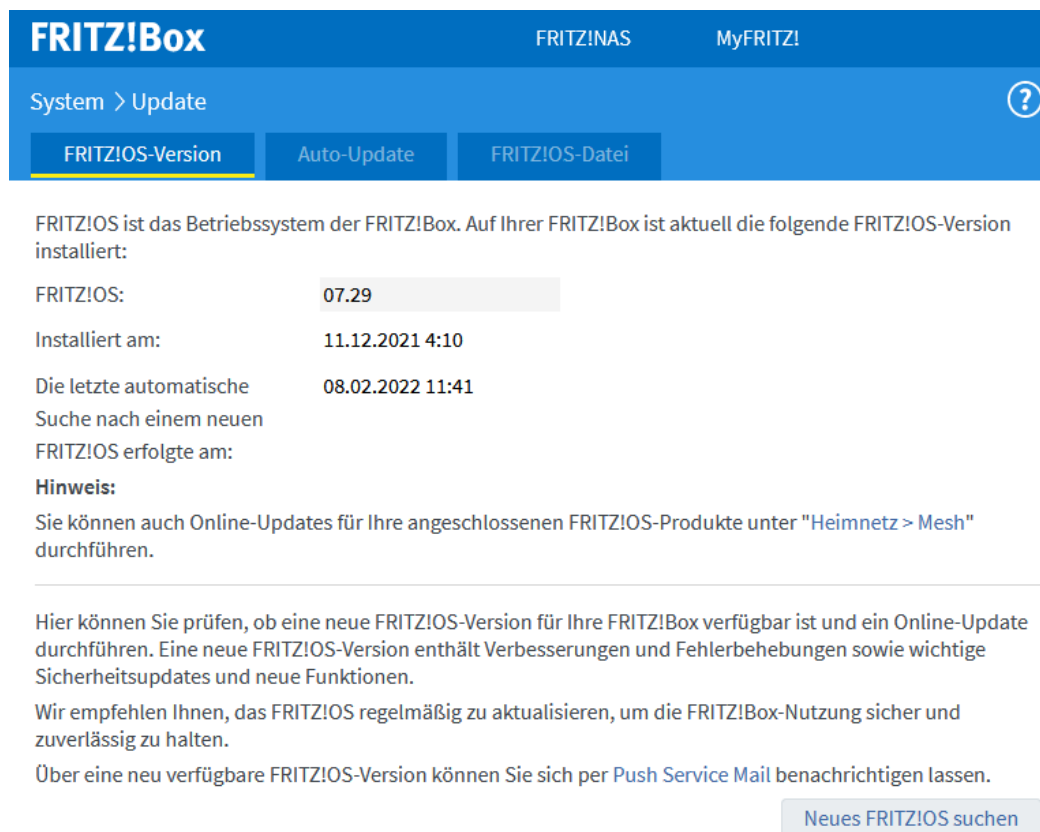 FRITZ!Box FRITZ!NAS MyFRITZ!
System > Update ?
FRITZ!OS-Version Auto-Update FRITZ!OS-Datei
FRITZ!OS ist das Betriebssystem der FRITZ!Box. Auf Ihrer FRITZ!Box ist aktuell die folgende FRITZ!OS-Version
installiert:
FRITZ!OS: 07.29
Installiert am: 11.12.2021 4:10
Die letzte automatische 08.02.2022 11:41
Suche nach einem neuen
FRITZ!OS erfolgte am:
Hinweis:
Sie können auch Online-Updates für Ihre angeschlossenen FRITZ!OS-Produkte unter "Heimnetz > Mesh"
durchführen.
Hier können Sie prüfen, ob eine neue FRITZ!OS-Version für Ihre FRITZ!Box verfügbar ist und ein Online-Update
durchführen. Eine neue FRITZ!OS-Version enthält Verbesserungen und Fehlerbehebungen sowie wichtige
Sicherheitsupdates und neue Funktionen.
Wir empfehlen Ihnen, das FRITZ!OS regelmäßig zu aktualisieren, um die FRITZ!Box-Nutzung sicher und
zuverlässig zu halten.
Über eine neu verfügbare FRITZ!OS-Version können Sie sich per Push Service Mail benachrichtigen lassen.
Neues FRITZ!OS suchen